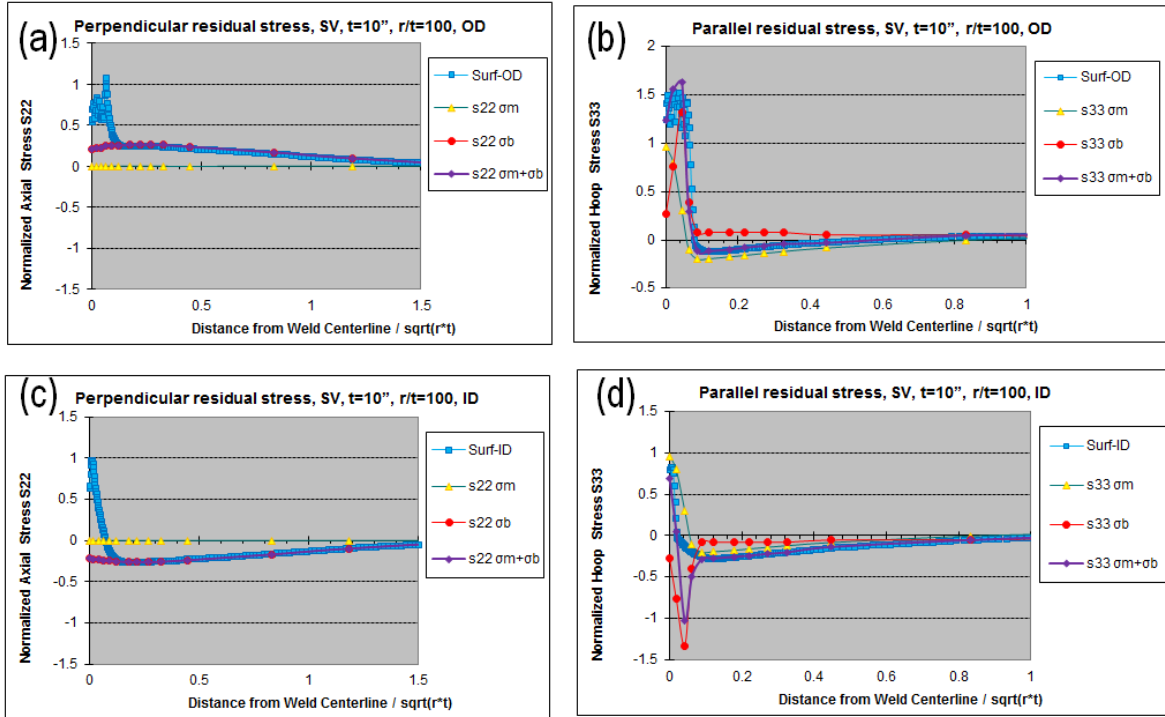 (a)
Perpendicular residual stress, SV, t=10”, r/t=100, OD
Normalized Axial Stress S22
1.5
1
0.5
0
-0.5
-1
-1.5
0
0.5
1
1.5
Distance from Weld Centerline / sqrt(r*t)
Surf-OD
s22 σm
s22 σb
s22 σm+σb
(b)
Parallel residual stress, SV, t=10”, r/t=100, OD
Normalized Hoop Stress S33
2
1.5
1
0.5
0
-0.5
0
0.2
0.4
0.6
0.8
1
Distance from Weld Centerline / sqrt(r*t)
Surf-OD
s33 σm
s33 σb
s33 σm+σb
(c)
Perpendicular residual stress, SV, t=10”, r/t=100, ID
Normalized Axial Stress S22
1.5
1
0.5
0
-0.5
-1
-1.5
0
0.5
1
1.5
Distance from Weld Centerline / sqrt(r*t)
Surf-ID
s22 σm
s22 σb
s22 σm+σb
(d)
Parallel residual stress, SV, t=10”, r/t=100, ID
Normalized Hoop Stress S33
1.5
1
0.5
0
-0.5
-1
-1.5
0
0.2
0.4
0.6
0.8
1
Distance from Weld Centerline / sqrt(r*t)
Surf-ID
s33 σm
s33 σb
s33 σm+σb